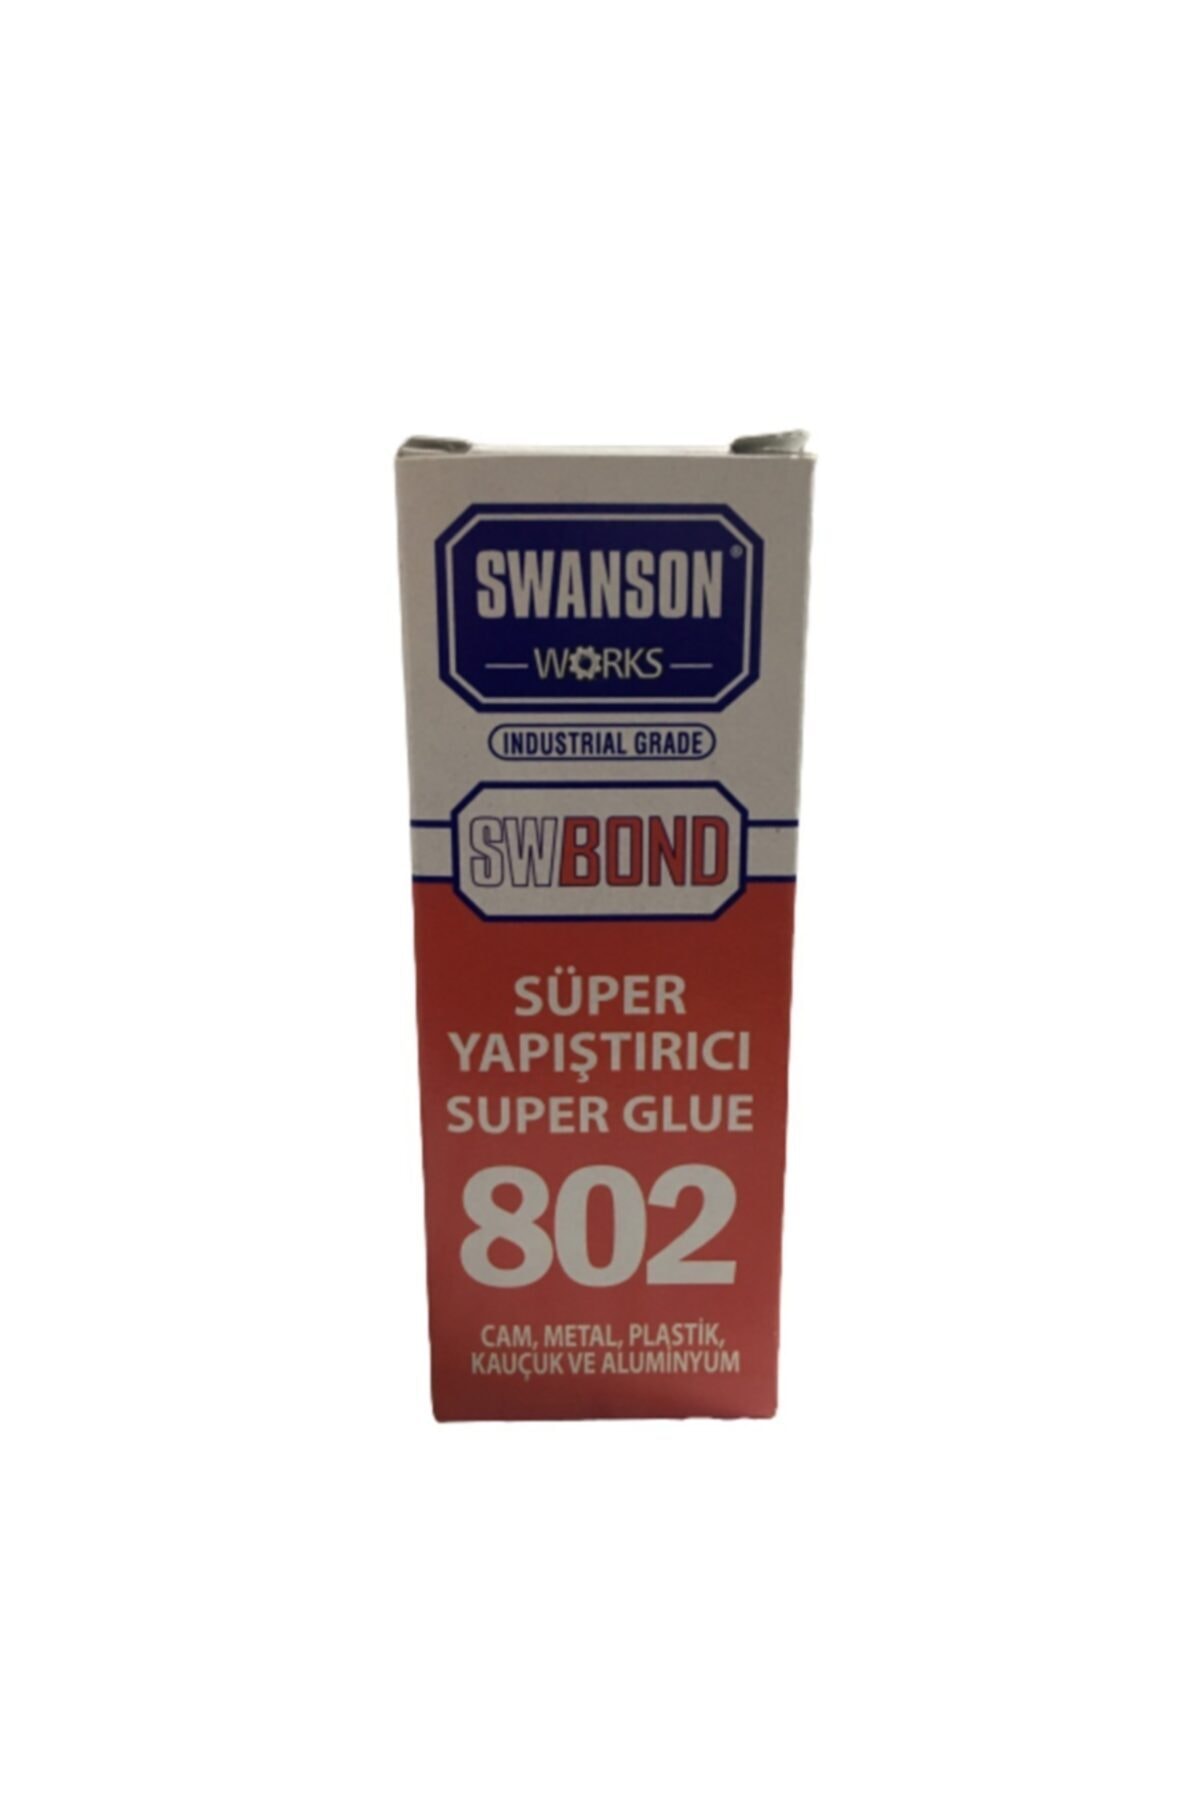 SWANSON®
WORKS
INDUSTRIAL GRADE
SWBOND
SÜPER
YAPIŞTIRICI
SUPER GLUE
802
CAM, METAL, PLASTİK,
KAUÇUK VE ALUMİNYUM